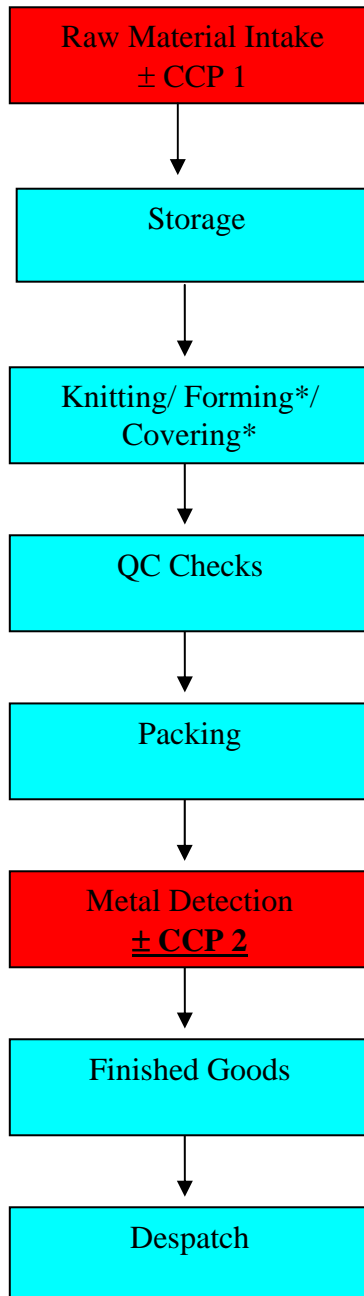 Raw Material Intake
± CCP 1
Storage
Knitting/ Forming*/
Covering*
QC Checks
Packing
Metal Detection
± CCP 2
Finished Goods
Despatch